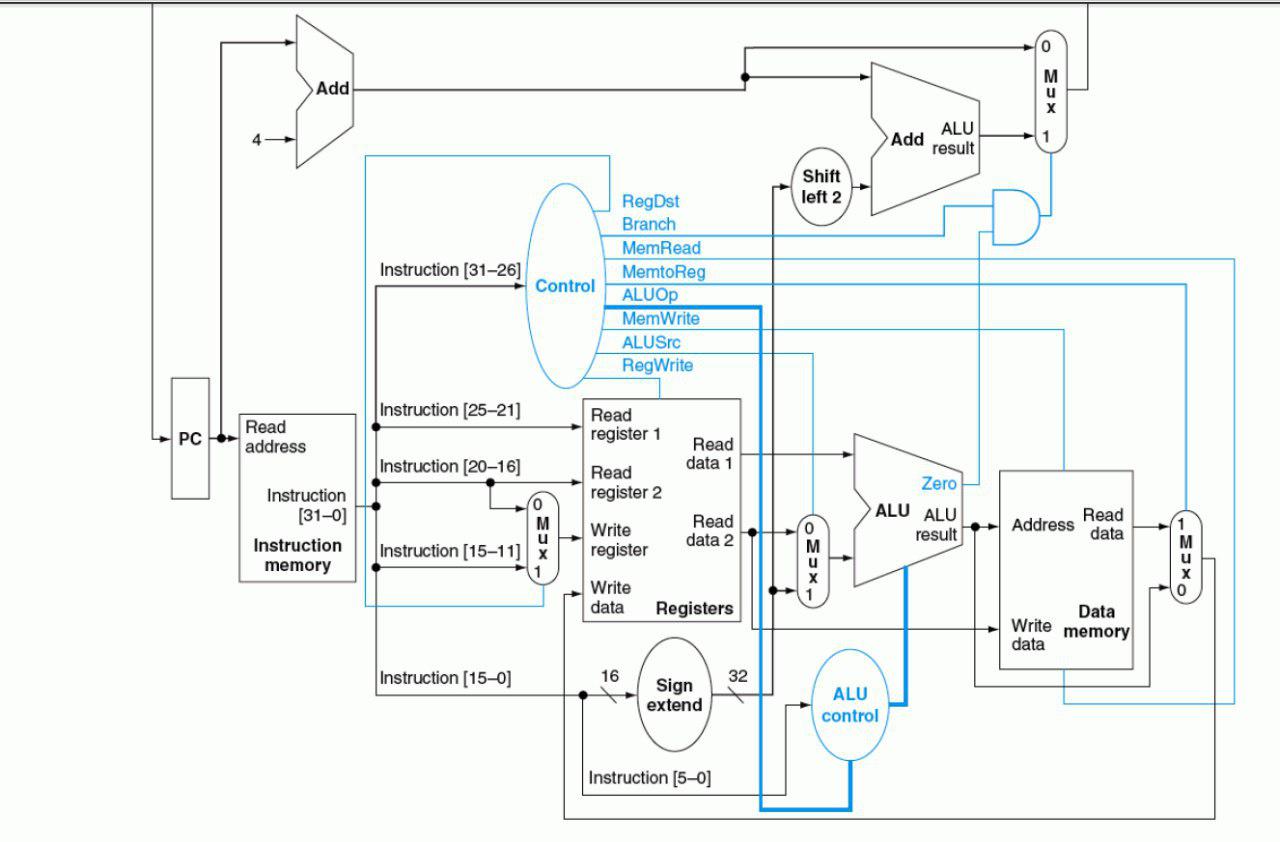 Add
4
Add
ALU
result
0
M
u
x
1
Shift
left 2
RegDst
Branch
MemRead
MemtoReg
ALUOp
MemWrite
ALUSrc
RegWrite
Control
Instruction [31–26]
Instruction [25–21]
Instruction [20–16]
Instruction [15–11]
Instruction [15–0]
PC
Read
address
Instruction
[31–0]
Instruction
memory
0
M
u
x
1
Read
register 1
Read
register 2
Write
register
Write
data
Read
data 1
Read
data 2
Registers
0
M
u
x
1
Zero
ALU
ALU
result
Address
Read
data
Write
data
Data
memory
1
M
u
x
0
16
Sign
extend
32
ALU
control
Instruction [5–0]